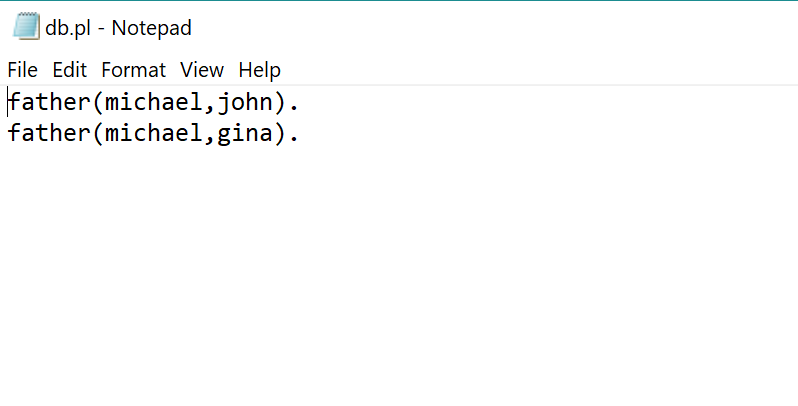 db.pl - Notepad
File Edit Format View Help
father(michael,john).
father(michael,gina).